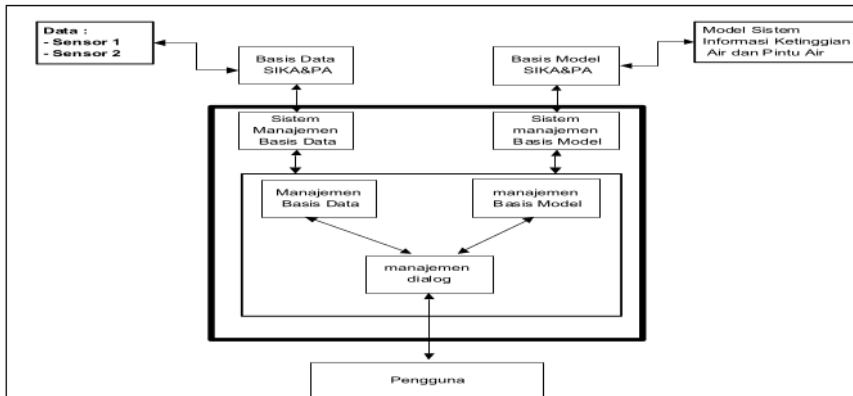 Data :
- Sensor 1
- Sensor 2
Basis Data
SIKA&PA
Basis Model
SIKA&PA
Model Sistem
Informasi Ketinggian
Air dan Pintu Air
Sistem
Manajemen
Basis Data
Sistem
manajemen
Basis Model
Manajemen
Basis Data
manajemen
Basis Model
manajemen
dialog
Pengguna